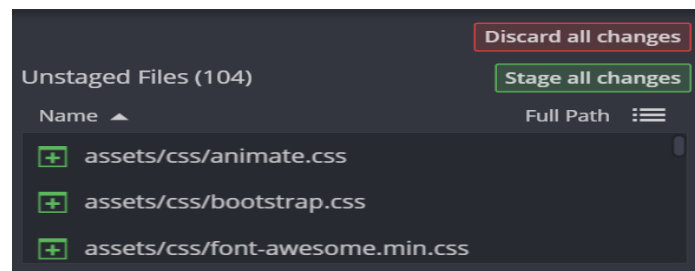 Discard all changes
Unstaged Files (104)
Stage all changes
Name
Full Path
assets/css/animate.css
assets/css/bootstrap.css
assets/css/font-awesome.min.css